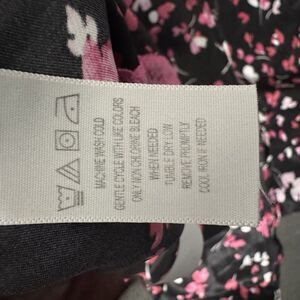 MACHINE WASH COLD
GENTLE CYCLE WITH LIKE COLORS
ONLY NON CHLORINE BLEACH
WHEN NEEDED
TUMBLE DRY LOW
REMOVE PROMPTLY
COOL IRON IF NEEDED